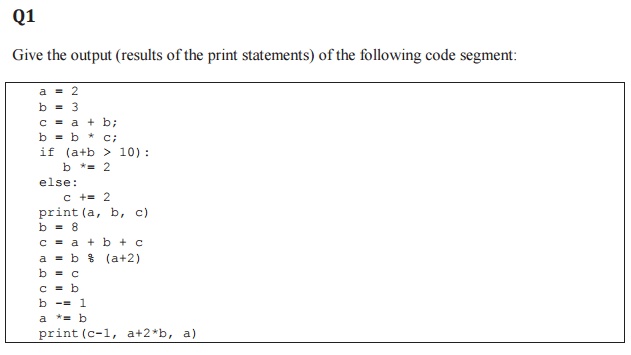 Q1
Give the output (results of the print statements) of the following code segment:
a = 2
b = 3
c = a + b;
b = b * c;
if (a+b > 10):
b *= 2
else:
c += 2
print(a, b, c)
b = 8
c = a + b + c
a = b % (a+2)
b = c
c = b
b -= 1
a *= b
print(c-1, a+2*b, a)